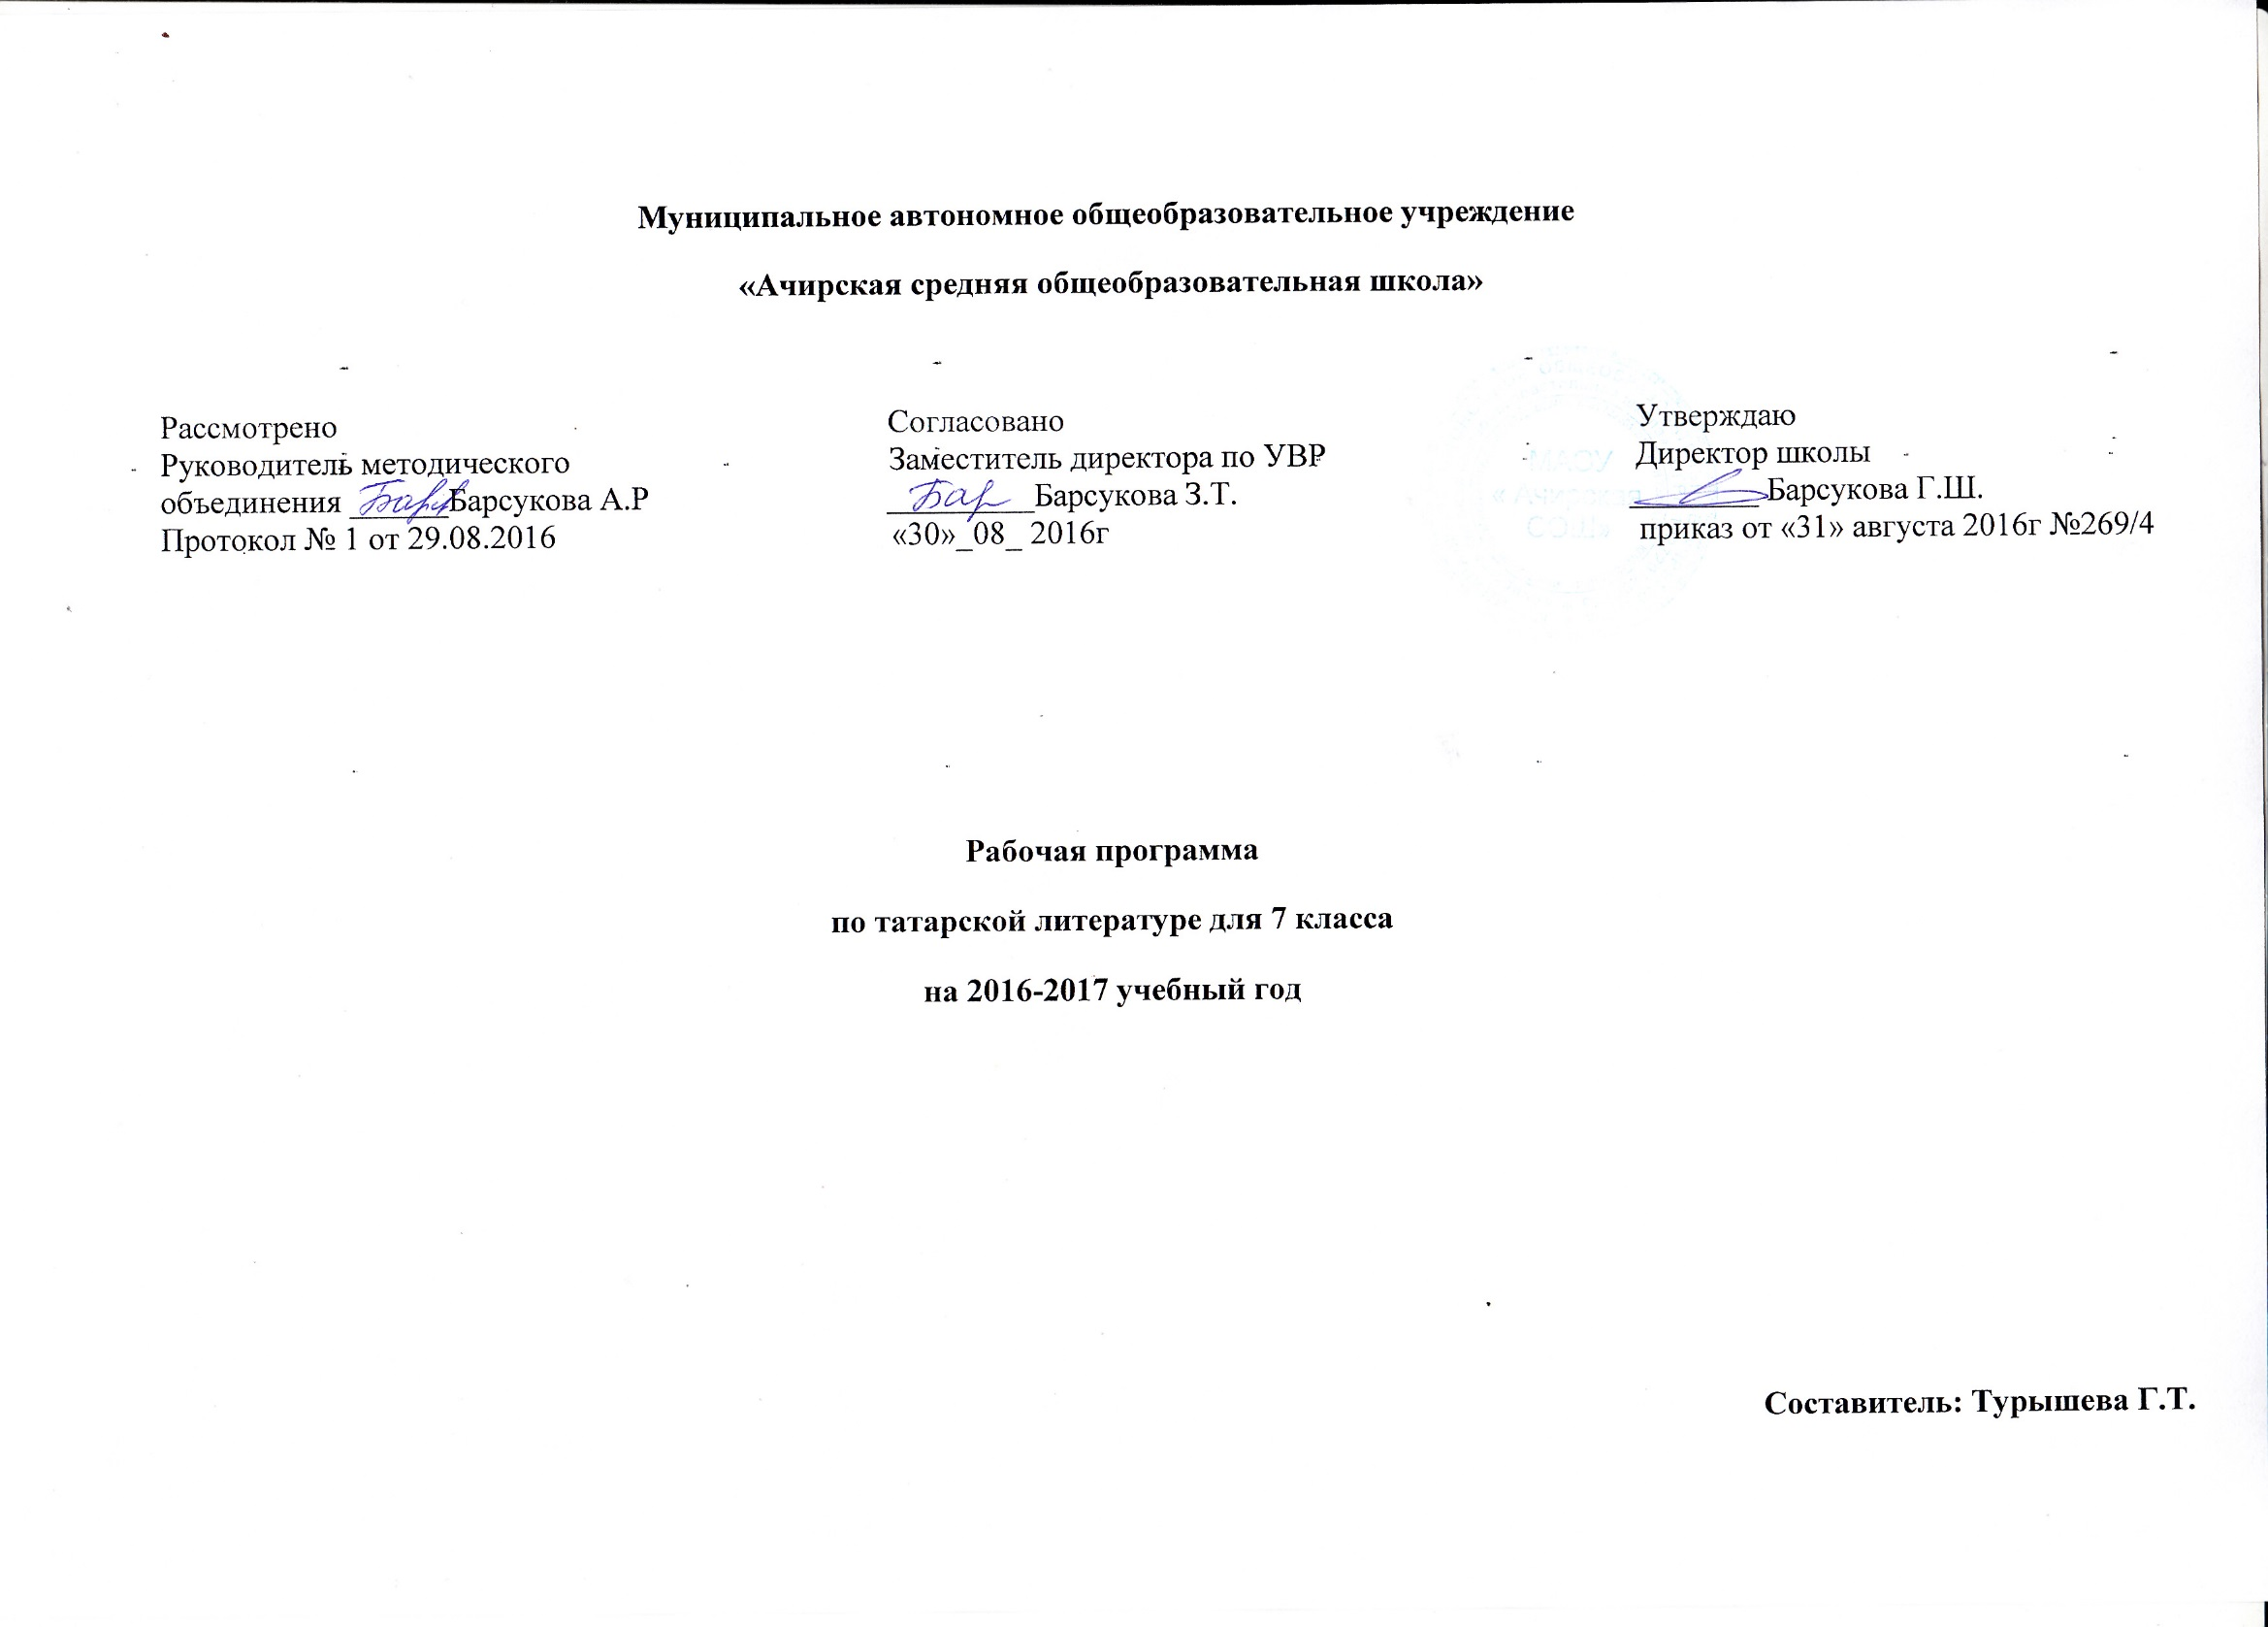 Муниципальное автономное общеобразовательное учреждение
«Ачирская средняя общеобразовательная школа»
Рассмотрено
Руководитель методического
объединения ______Барсукова А.Р
Протокол № 1 от 29.08.2016
Согласовано
Заместитель директора по УВР
_________Барсукова З.Т.
«30»_08_ 2016г
Утверждаю
Директор школы
________Барсукова Г.Ш.
приказ от «31» августа 2016г №269/4
Рабочая программа
по татарской литературе для 7 класса
на 2016-2017 учебный год
Составитель: Турышева Г.Т.